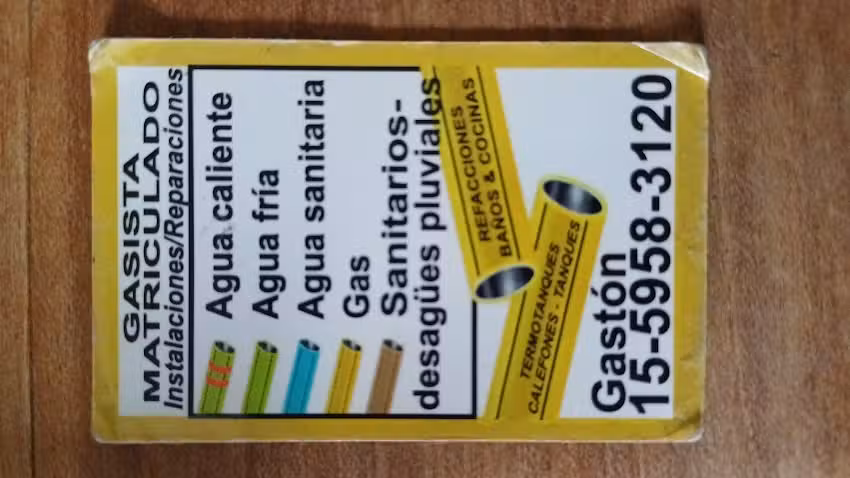 GASISTA
MATRICULADO
Instalaciones/Reparaciones
Agua caliente
Agua fría
Agua sanitaria
Gas
Sanitarios-
desagües pluviales
REFACCIONES
BAÑOS & COCINAS
TERMOTANQUES
CALEFONES - TANQUES
Gastón
15-5958-3120